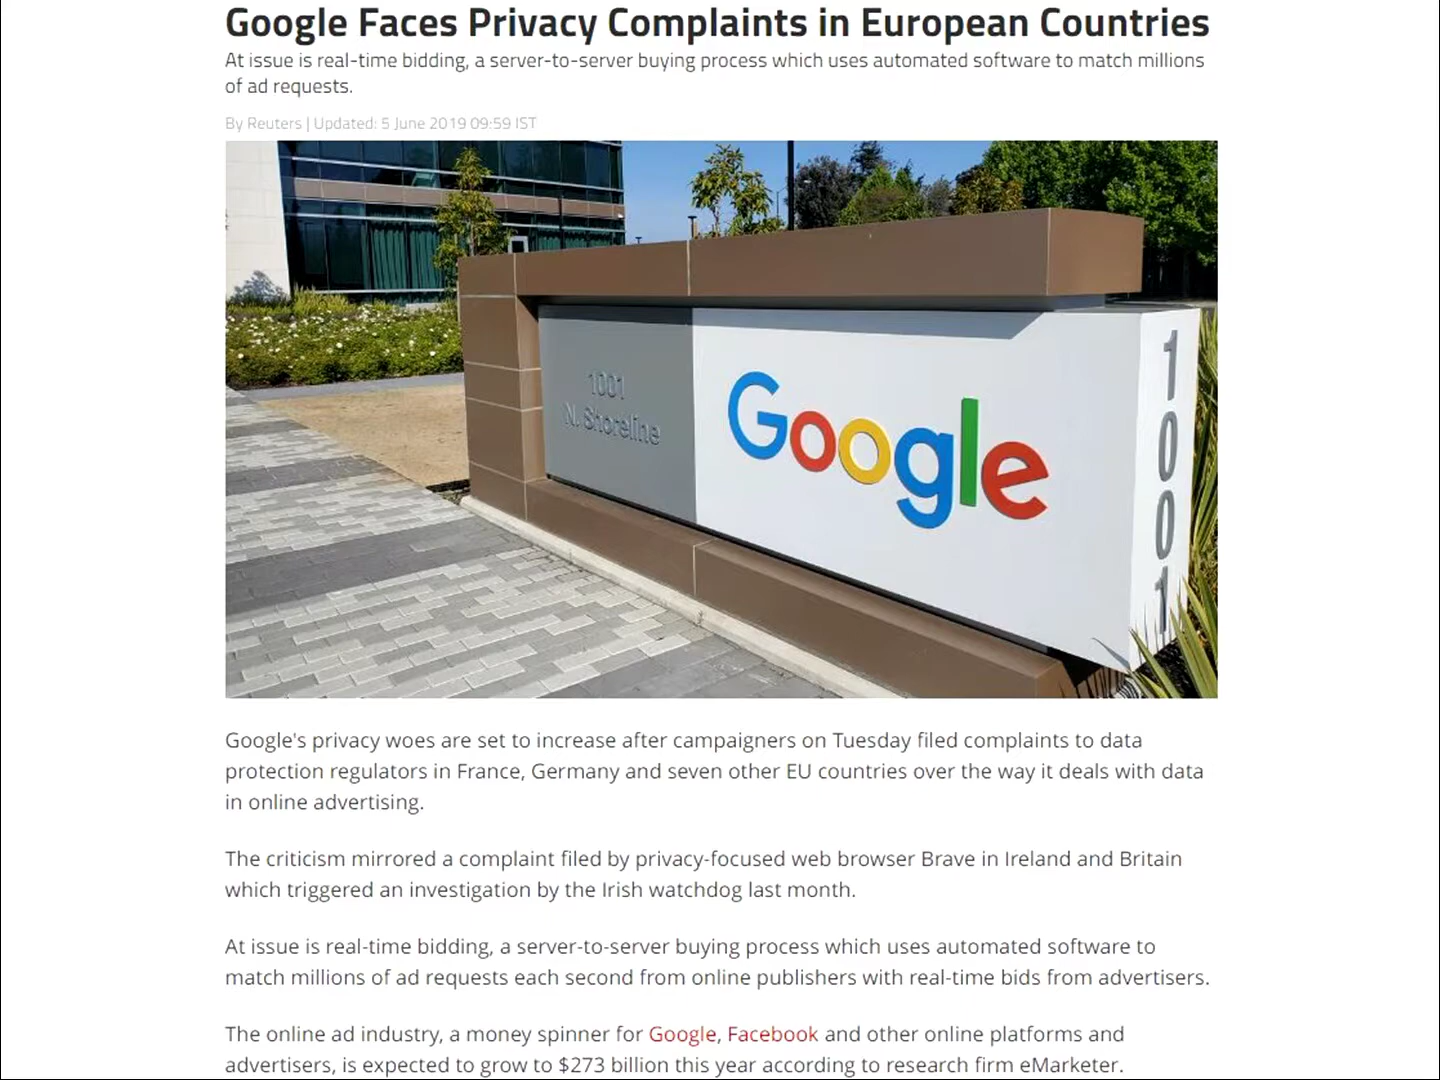 Google Faces Privacy Complaints in European Countries
At issue is real-time bidding, a server-to-server buying process which uses automated software to match millions
of ad requests.
By Reuters | Updated: 5 June 2019 09:59 IST
1001
N. Shoreline
Google
1001
Google's privacy woes are set to increase after campaigners on Tuesday filed complaints to data
protection regulators in France, Germany and seven other EU countries over the way it deals with data
in online advertising.
The criticism mirrored a complaint filed by privacy-focused web browser Brave in Ireland and Britain
which triggered an investigation by the Irish watchdog last month.
At issue is real-time bidding, a server-to-server buying process which uses automated software to
match millions of ad requests each second from online publishers with real-time bids from advertisers.
The online ad industry, a money spinner for Google, Facebook and other online platforms and
advertisers, is expected to grow to $273 billion this year according to research firm eMarketer.